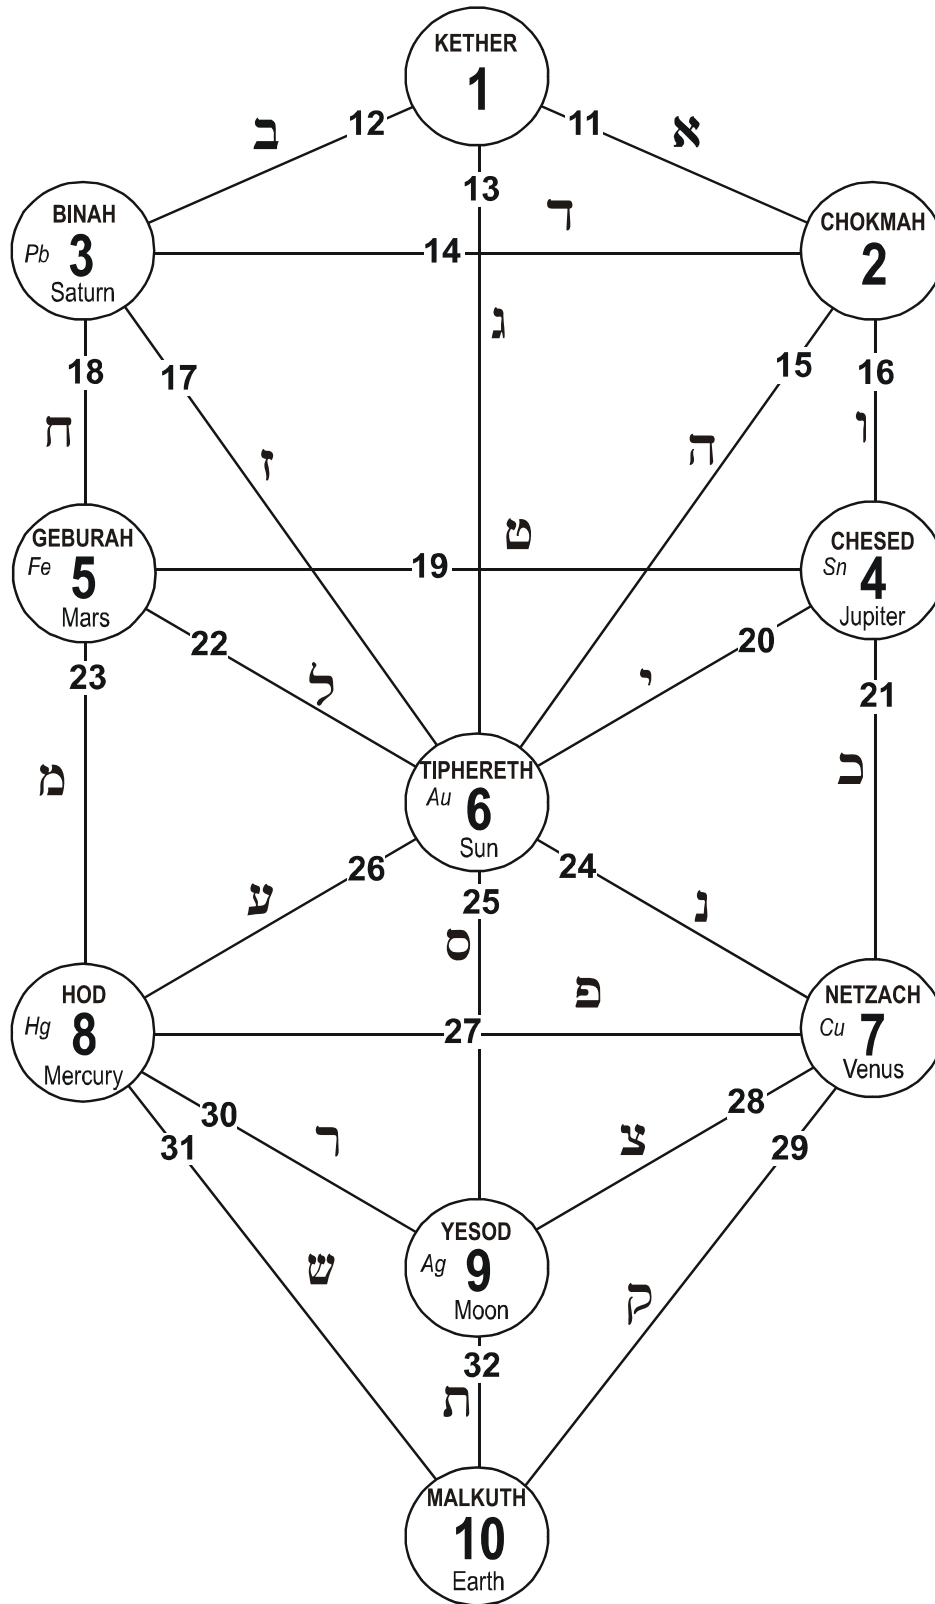 KETHER
1
12
11
ב
א
13
ד
BINAH
Pb
3
Saturn
CHOKMAH
2
14
ג
18
17
15
16
ח
ז
ה
ו
ט
GEBURAH
Fe
5
Mars
CHESED
Sn
4
Jupiter
19
22
20
23
21
ל
י
מ
כ
TIPHERETH
Au
6
Sun
26
24
25
ע
נ
ס
פ
HOD
Hg
8
Mercury
NETZACH
Cu
7
Venus
27
30
28
31
29
ר
צ
YESOD
Ag
9
Moon
ש
ק
32
ת
MALKUTH
10
Earth